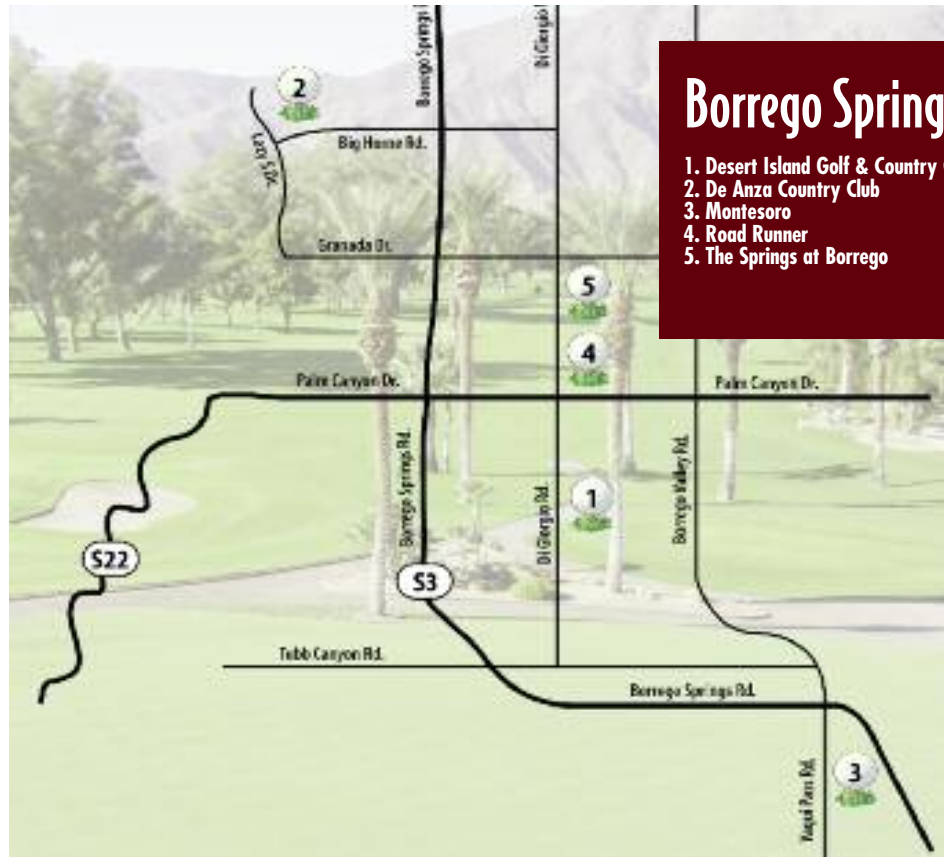 Borrego Springs
Di Giorgio
2
Lazy S Dr.
Big Horne Rd.
Borrego Spring
1. Desert Island Golf & Country
2. De Anza Country Club
3. Montesoro
4. Road Runner
5. The Springs at Borrego
Granada Dr.
5
4
Palm Canyon Dr.
Palm Canyon Dr.
Borrego Springs Rd.
Di Giorgio Rd.
1
Borrego Valley Rd.
S22
S3
Tubb Canyon Rd.
Borrego Springs Rd.
Yaqui Pass Rd.
3